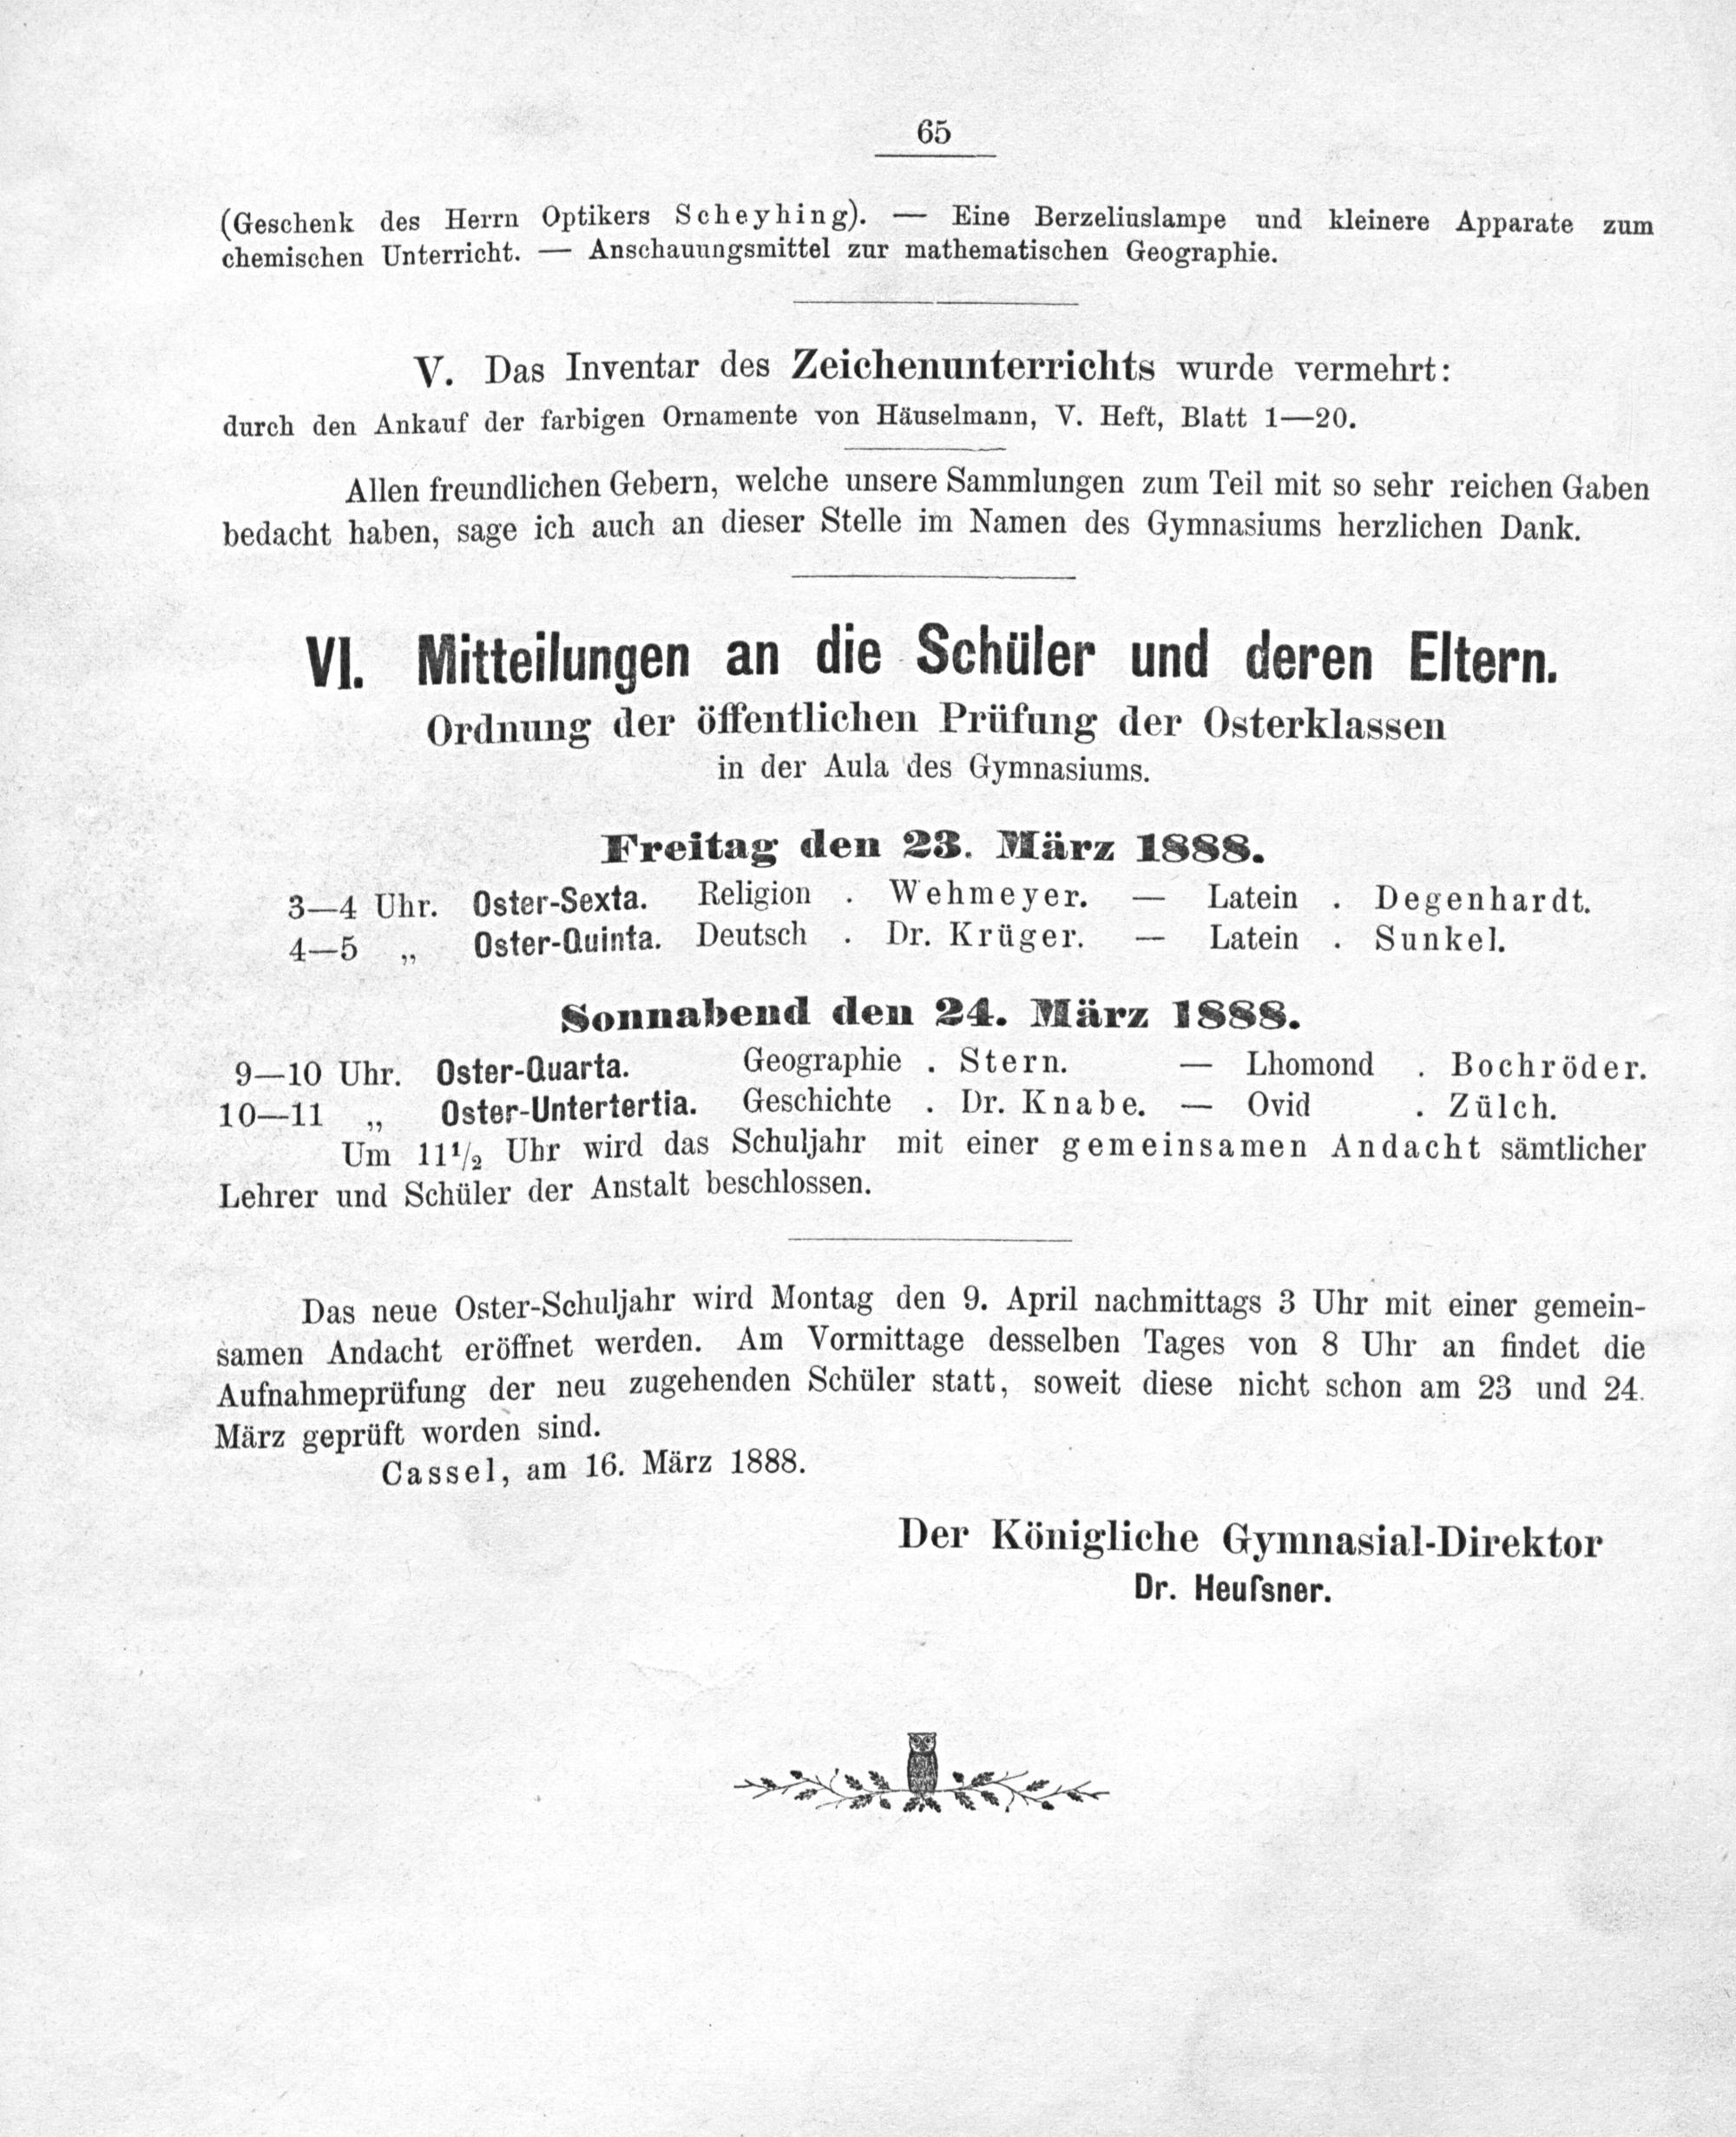 65
(Geschenk des Herrn Optikers Scheyhing). — Eine Berzeliuslampe und kleinere Apparate zum
chemischen Unterricht. — Anschauungsmittel zur mathematischen Geographie.
V. Das Inventar des Zeichenunterrichts wurde vermehrt:
durch den Ankauf der farbigen Ornamente von Häuselmann, V. Heft, Blatt 1—20.
Allen freundlichen Gebern, welche unsere Sammlungen zum Teil mit so sehr reichen Gaben
bedacht haben, sage ich auch an dieser Stelle im Namen des Gymnasiums herzlichen Dank.
VI. Mitteilungen an die Schüler und deren Eltern.
Ordnung der öffentlichen Prüfung der Osterklassen
in der Aula des Gymnasiums.
Freitag den 23. März 1888.
3—4 Uhr. Oster-Sexta. Religion . Wehmeyer. — Latein . Degenhardt.
4—5 „ Oster-Quinta. Deutsch . Dr. Krüger. — Latein . Sunkel.
Sonnabend den 24. März 1888.
9—10 Uhr. Oster-Quarta. Geographie . Stern. — Lhomond . Bochröder.
10—11 „ Oster-Untertertia. Geschichte . Dr. Knabe. — Ovid . Zülch.
Um 11½ Uhr wird das Schuljahr mit einer gemeinsamen Andacht sämtlicher
Lehrer und Schüler der Anstalt beschlossen.
Das neue Oster-Schuljahr wird Montag den 9. April nachmittags 3 Uhr mit einer gemein-
samen Andacht eröffnet werden. Am Vormittage desselben Tages von 8 Uhr an findet die
Aufnahmeprüfung der neu zugehenden Schüler statt, soweit diese nicht schon am 23 und 24.
März geprüft worden sind.
Cassel, am 16. März 1888.
Der Königliche Gymnasial-Direktor
Dr. Heuſsner.